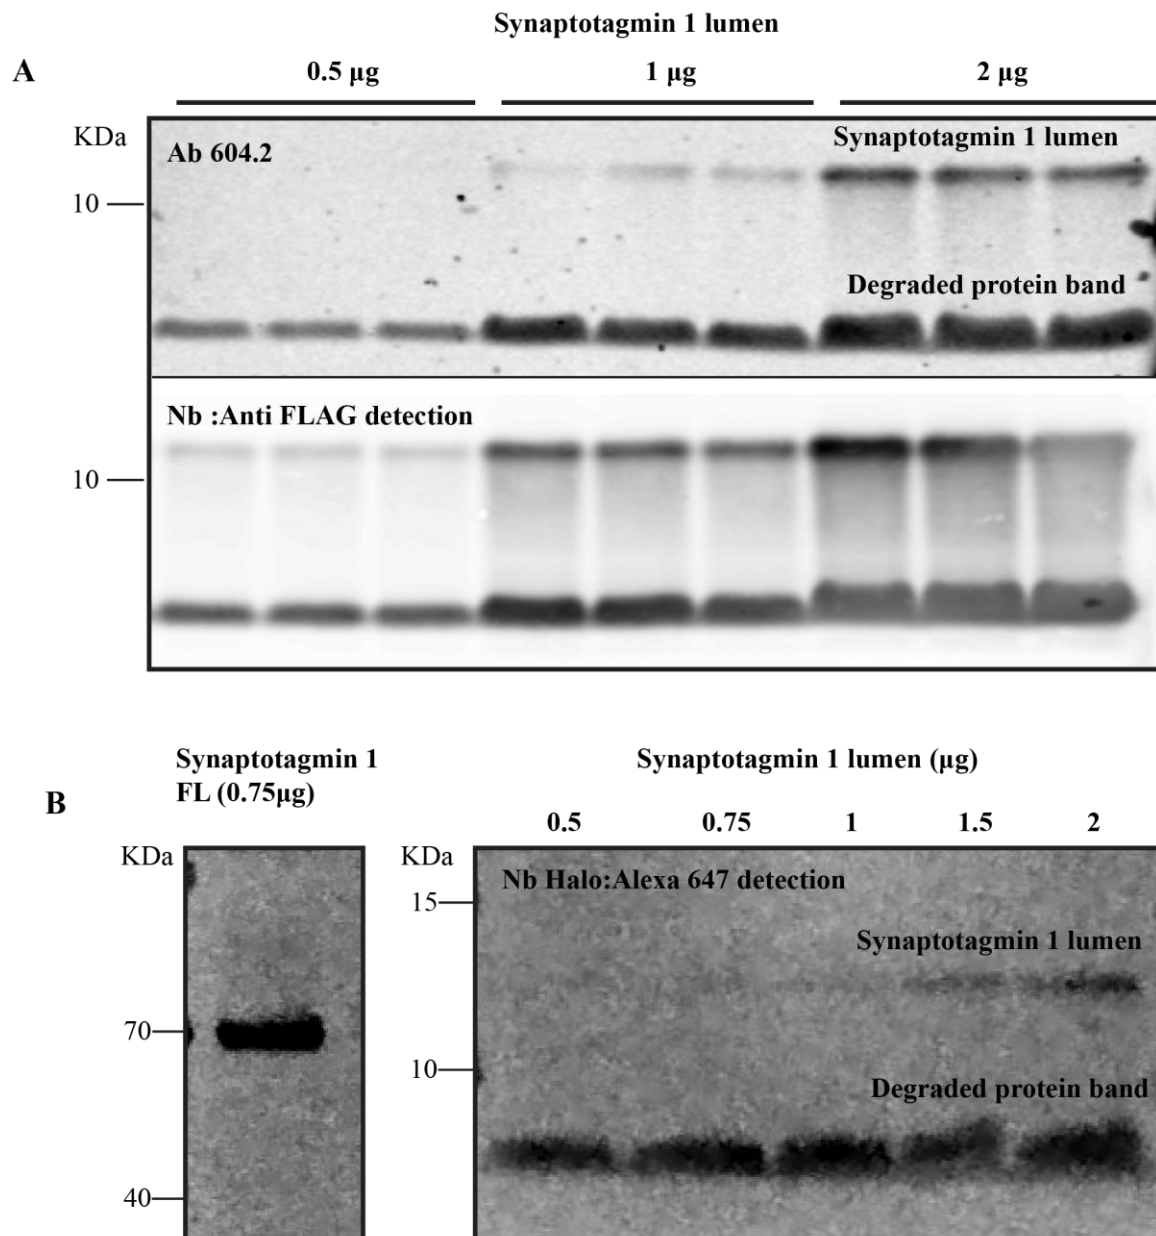 Synaptotagmin 1 lumen
A
0.5 µg 1 µg 2 µg
KDa
Ab 604.2
Synaptotagmin 1 lumen
10
Degraded protein band
Nb :Anti FLAG detection
10
Synaptotagmin 1
FL (0.75µg)
Synaptotagmin 1 lumen (µg)
B
0.5 0.75 1 1.5 2
KDa
KDa
Nb Halo:Alexa 647 detection
15
Synaptotagmin 1 lumen
70
10
Degraded protein band
40